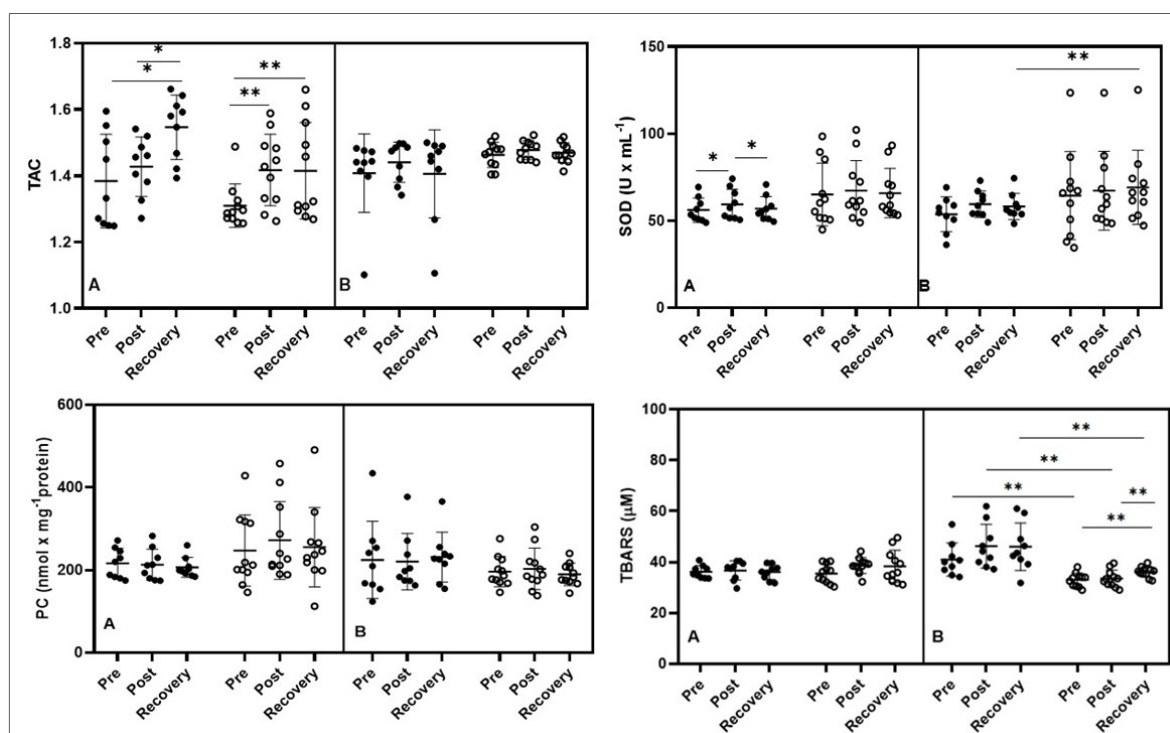 TAC
1.8
1.6
1.4
1.2
1.0
*
*
**
**
A
B
Pre
Post
Recovery
Pre
Post
Recovery
Pre
Post
Recovery
Pre
Post
Recovery
SOD (U x mL-1)
150
100
50
0
*
*
**
A
B
Pre
Post
Recovery
Pre
Post
Recovery
Pre
Post
Recovery
Pre
Post
Recovery
PC (nmol x mg-1protein)
600
400
200
0
A
B
Pre
Post
Recovery
Pre
Post
Recovery
Pre
Post
Recovery
Pre
Post
Recovery
TBARS (μM)
100
80
60
40
20
0
**
**
**
**
**
A
B
Pre
Post
Recovery
Pre
Post
Recovery
Pre
Post
Recovery
Pre
Post
Recovery